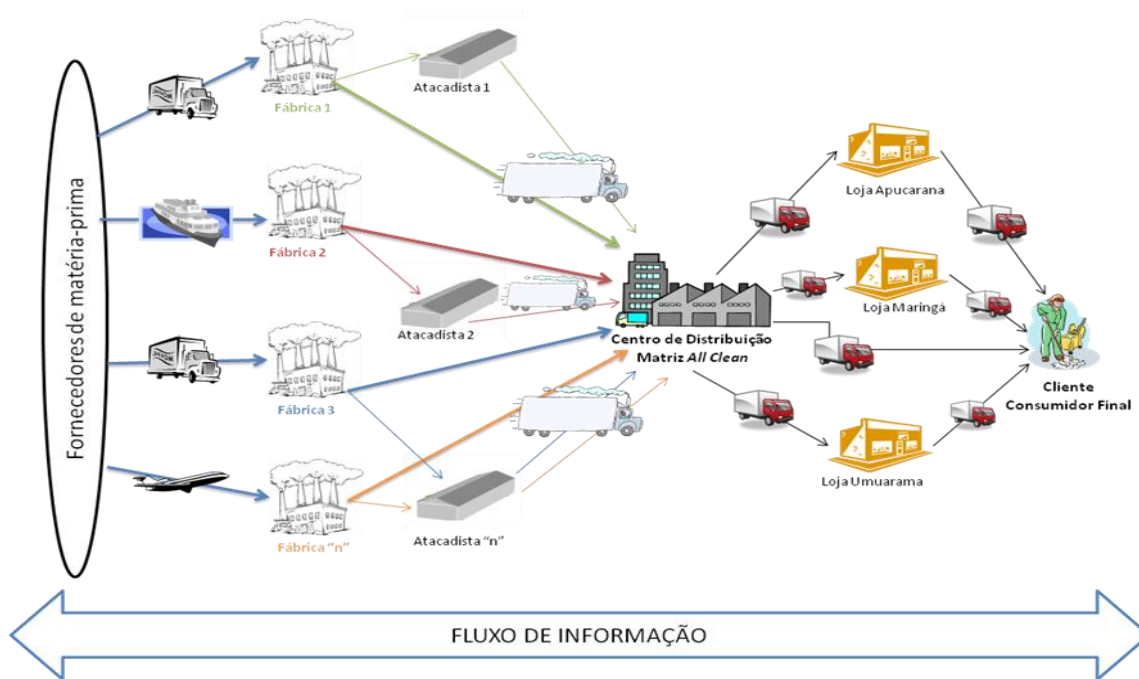 Fornecedores de matéria-prima
Fábrica 1
Atacadista 1
Fábrica 2
Atacadista 2
Fábrica 3
Fábrica "n"
Atacadista "n"
Centro de Distribuição
Matriz All Clean
Loja Apucarana
Loja Maringá
Loja Umuarama
Cliente
Consumidor Final
FLUXO DE INFORMAÇÃO